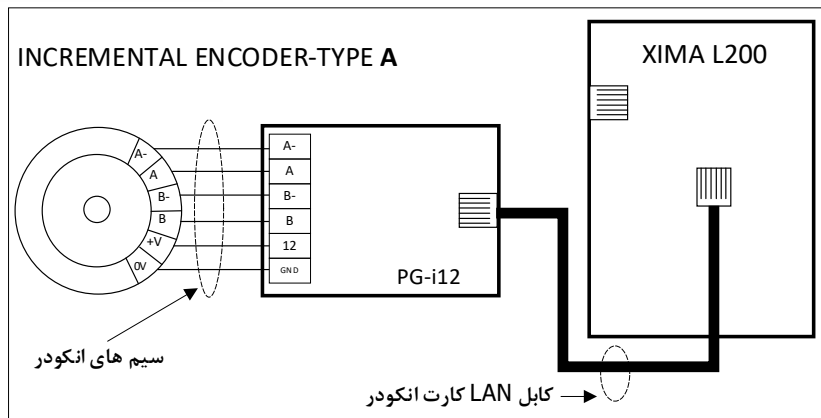 INCREMENTAL ENCODER-TYPE A
XIMA L200
A-
A
B-
B
+V
0V
A-
A
B-
B
12
GND
PG-i12
سیم های انکودر
کابل LAN کارت انکودر